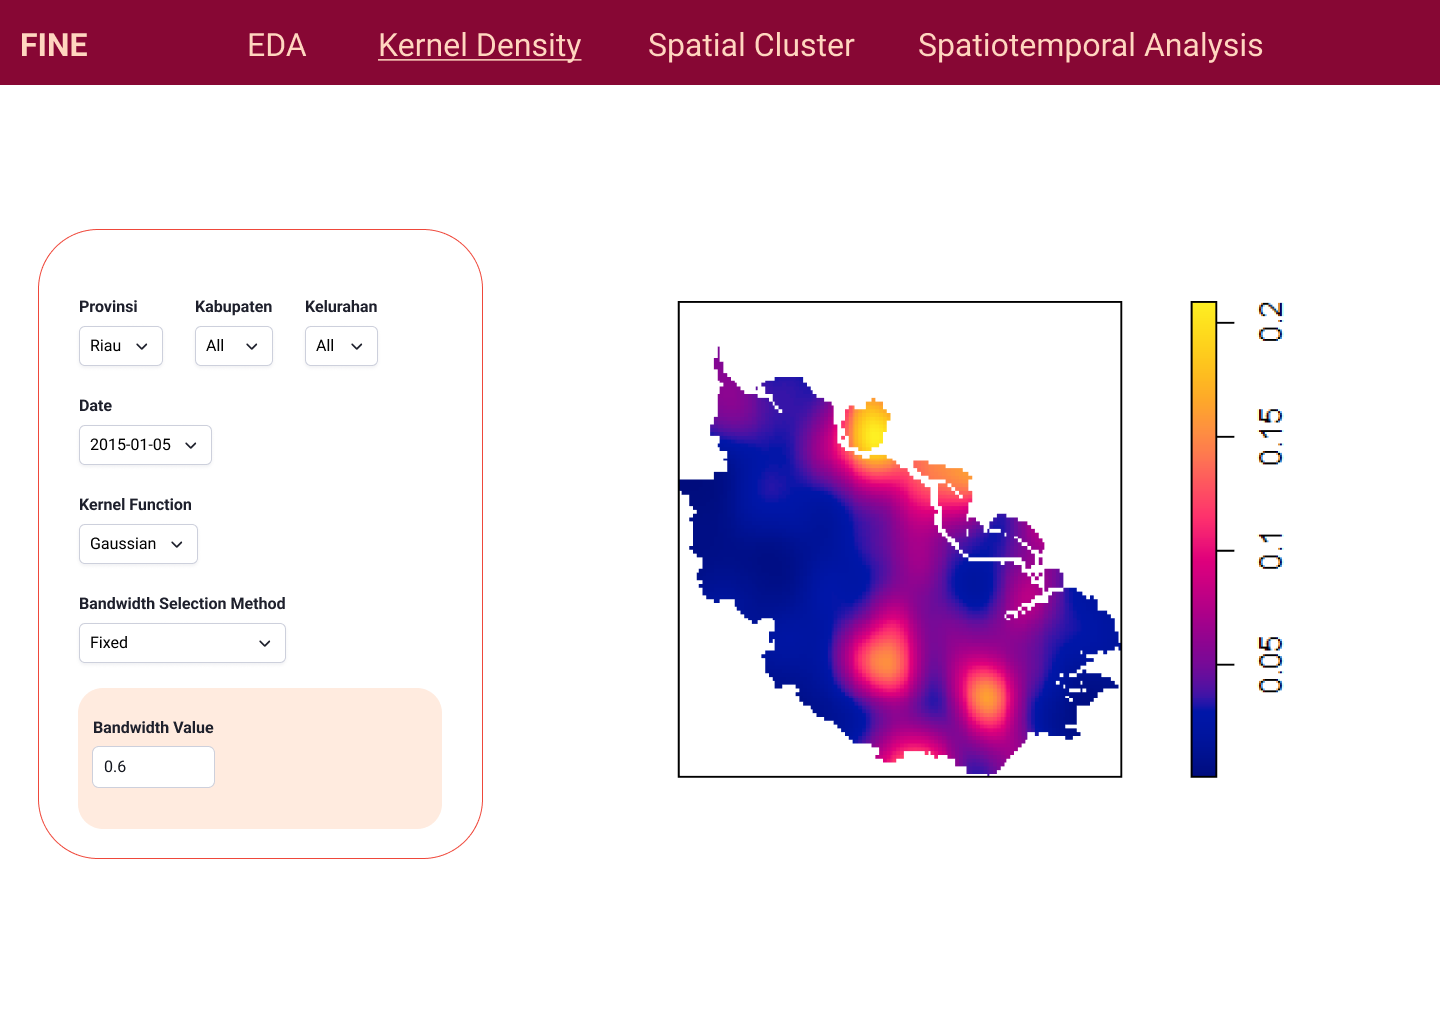 FINE EDA Kernel Density Spatial Cluster Spatiotemporal Analysis
Provinsi Kabupaten Kelurahan
Riau All All
Date
2015-01-05
Kernel Function
Gaussian
Bandwidth Selection Method
Fixed
Bandwidth Value
0.6
0.2
0.15
0.1
0.05